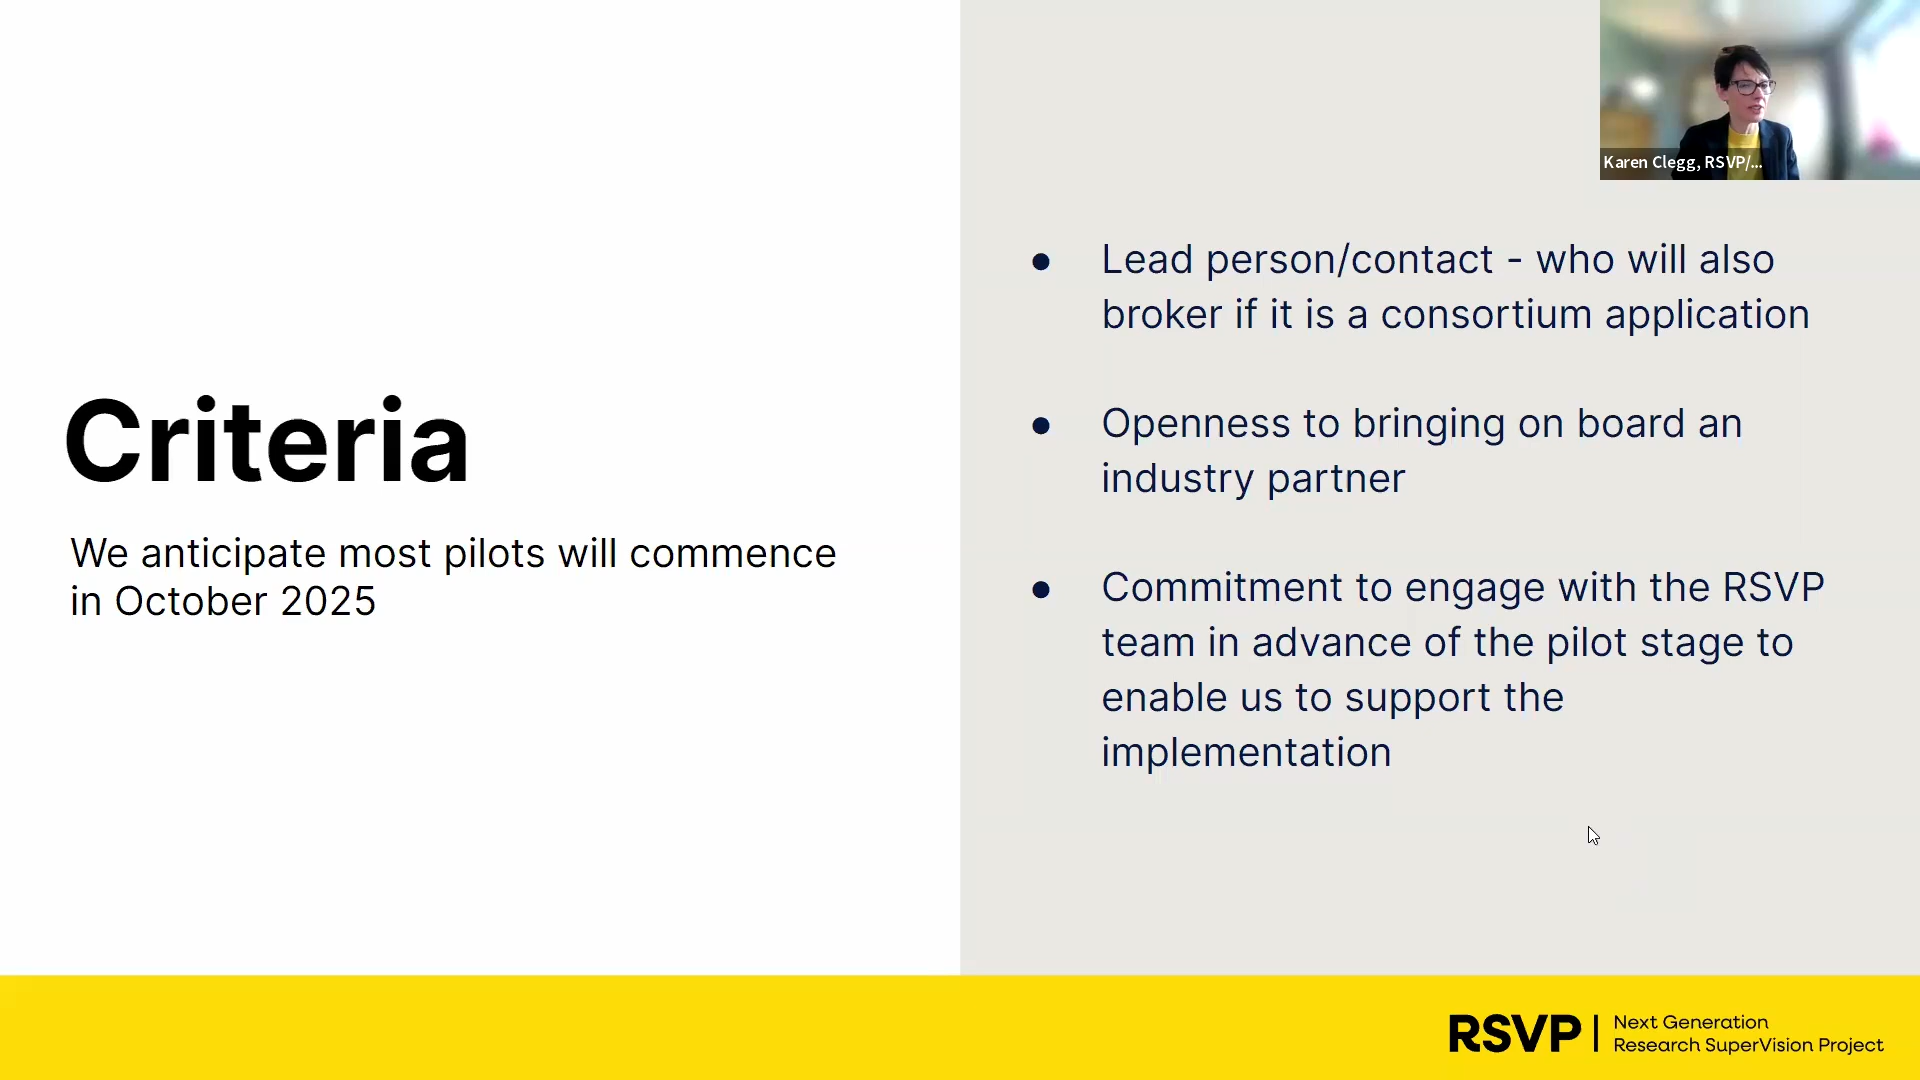 Criteria
We anticipate most pilots will commence
in October 2025
Karen Clegg, RSVP/...
● Lead person/contact - who will also
broker if it is a consortium application
● Openness to bringing on board an
industry partner
● Commitment to engage with the RSVP
team in advance of the pilot stage to
enable us to support the
implementation
RSVP | Next Generation
Research SuperVision Project